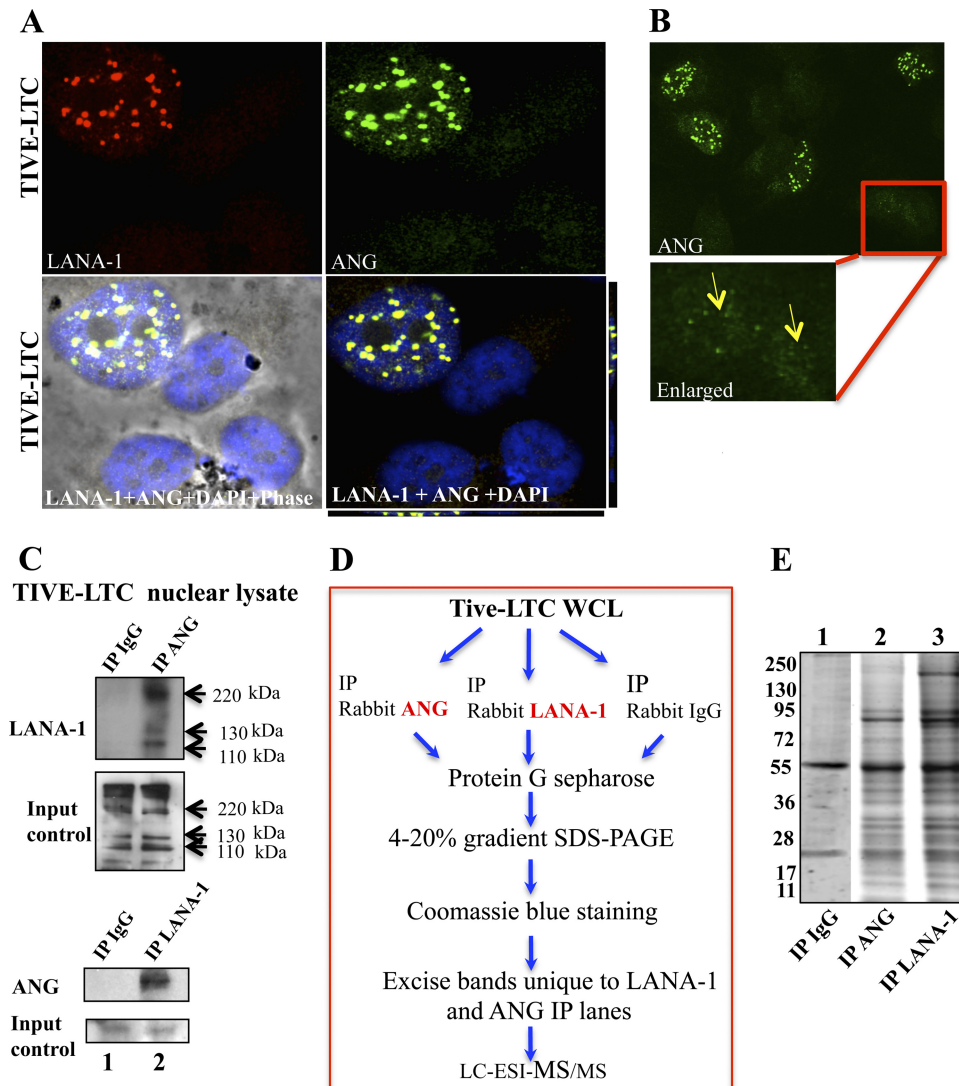 A
B
TIVE-LTC
LANA-1
ANG
TIVE-LTC
LANA-1+ANG+DAPI+Phase
LANA-1 + ANG +DAPI
ANG
Enlarged
C
TIVE-LTC nuclear lysate
IP IgG
IP ANG
LANA-1
220 kDa
130 kDa
110 kDa
Input
control
220 kDa
130 kDa
110 kDa
IP IgG
IP LANA-1
ANG
Input
control
1 2
D
Tive-LTC WCL
IP
Rabbit ANG
IP
Rabbit LANA-1
IP
Rabbit IgG
Protein G sepharose
4-20% gradient SDS-PAGE
Coomassie blue staining
Excise bands unique to LANA-1
and ANG IP lanes
LC-ESI-MS/MS
E
1 2 3
250
130
95
72
55
36
28
17
11
IP IgG
IP ANG
IP LANA-1